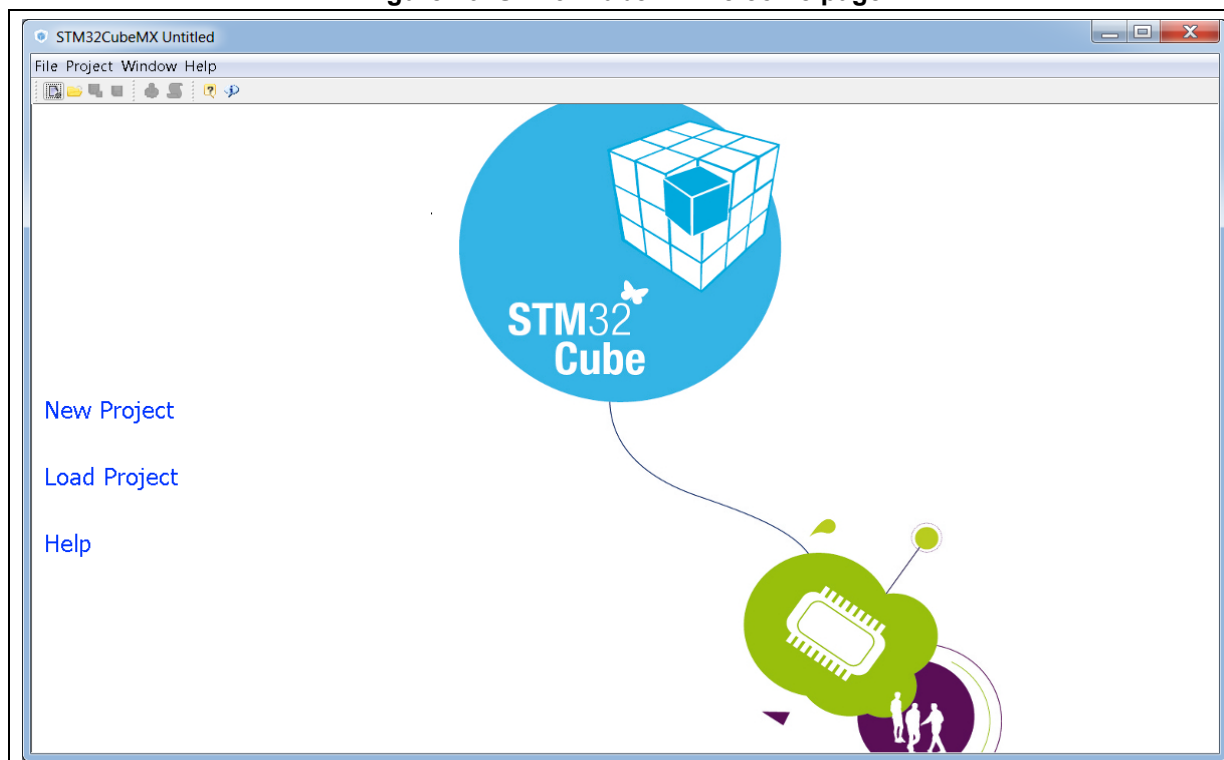 STM32CubeMX Untitled
File Project Window Help
STM32
Cube
New Project
Load Project
Help